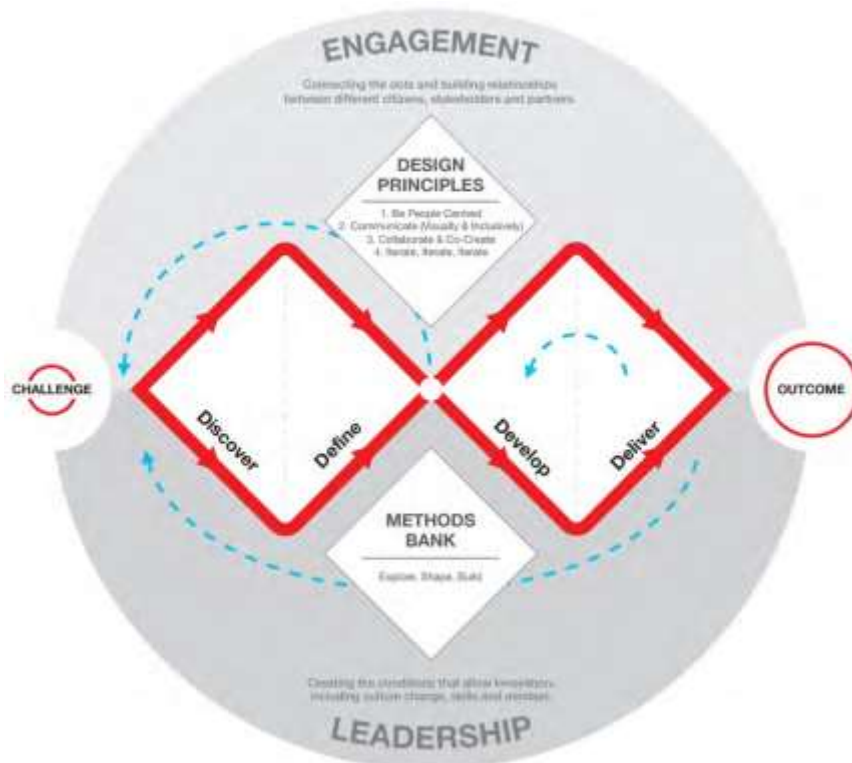 ENGAGEMENT
Connecting the dots and building relationships
between different citizens, stakeholders and partners.
DESIGN
PRINCIPLES
1. Be People Centred
2. Communicate (Visually & Inclusively)
3. Collaborate & Co-Create
4. Iterate, Iterate, Iterate
CHALLENGE
OUTCOME
Discover
Define
Develop
Deliver
METHODS
BANK
Explore, Shape, Build
Creating the conditions that allow innovation,
including culture change, skills and mindset.
LEADERSHIP